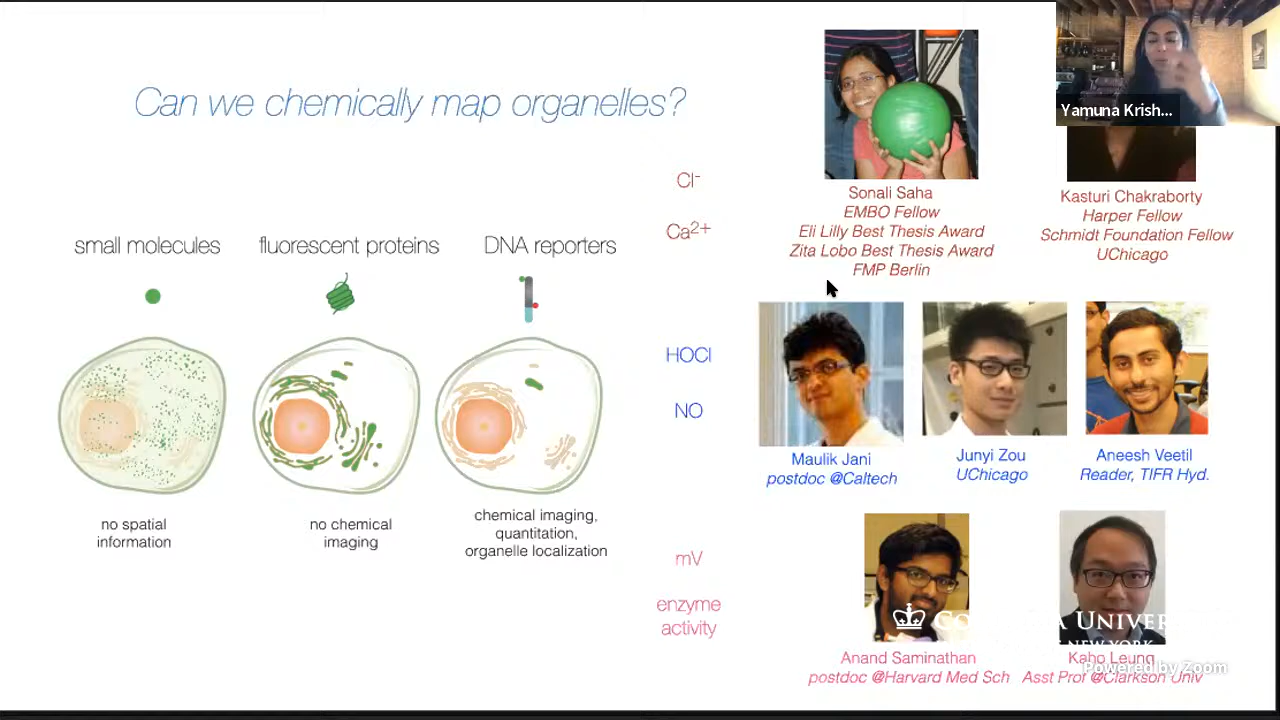 Can we chemically map organelles?
small molecules
fluorescent proteins
DNA reporters
no spatial
information
no chemical
imaging
chemical imaging,
quantitation,
organelle localization
Cl-
Ca2+
HOCl
NO
mV
enzyme
activity
Yamuna Krish...
Sonali Saha
EMBO Fellow
Eli Lilly Best Thesis Award
Zita Lobo Best Thesis Award
FMP Berlin
Kasturi Chakraborty
Harper Fellow
Schmidt Foundation Fellow
UChicago
Maulik Jani
postdoc @Caltech
Junyi Zou
UChicago
Aneesh Veetil
Reader, TIFR Hyd.
Anand Saminathan
postdoc @Harvard Med Sch
Kaho Leung
Asst Prof @Clarkson Univ
Powered by Zoom